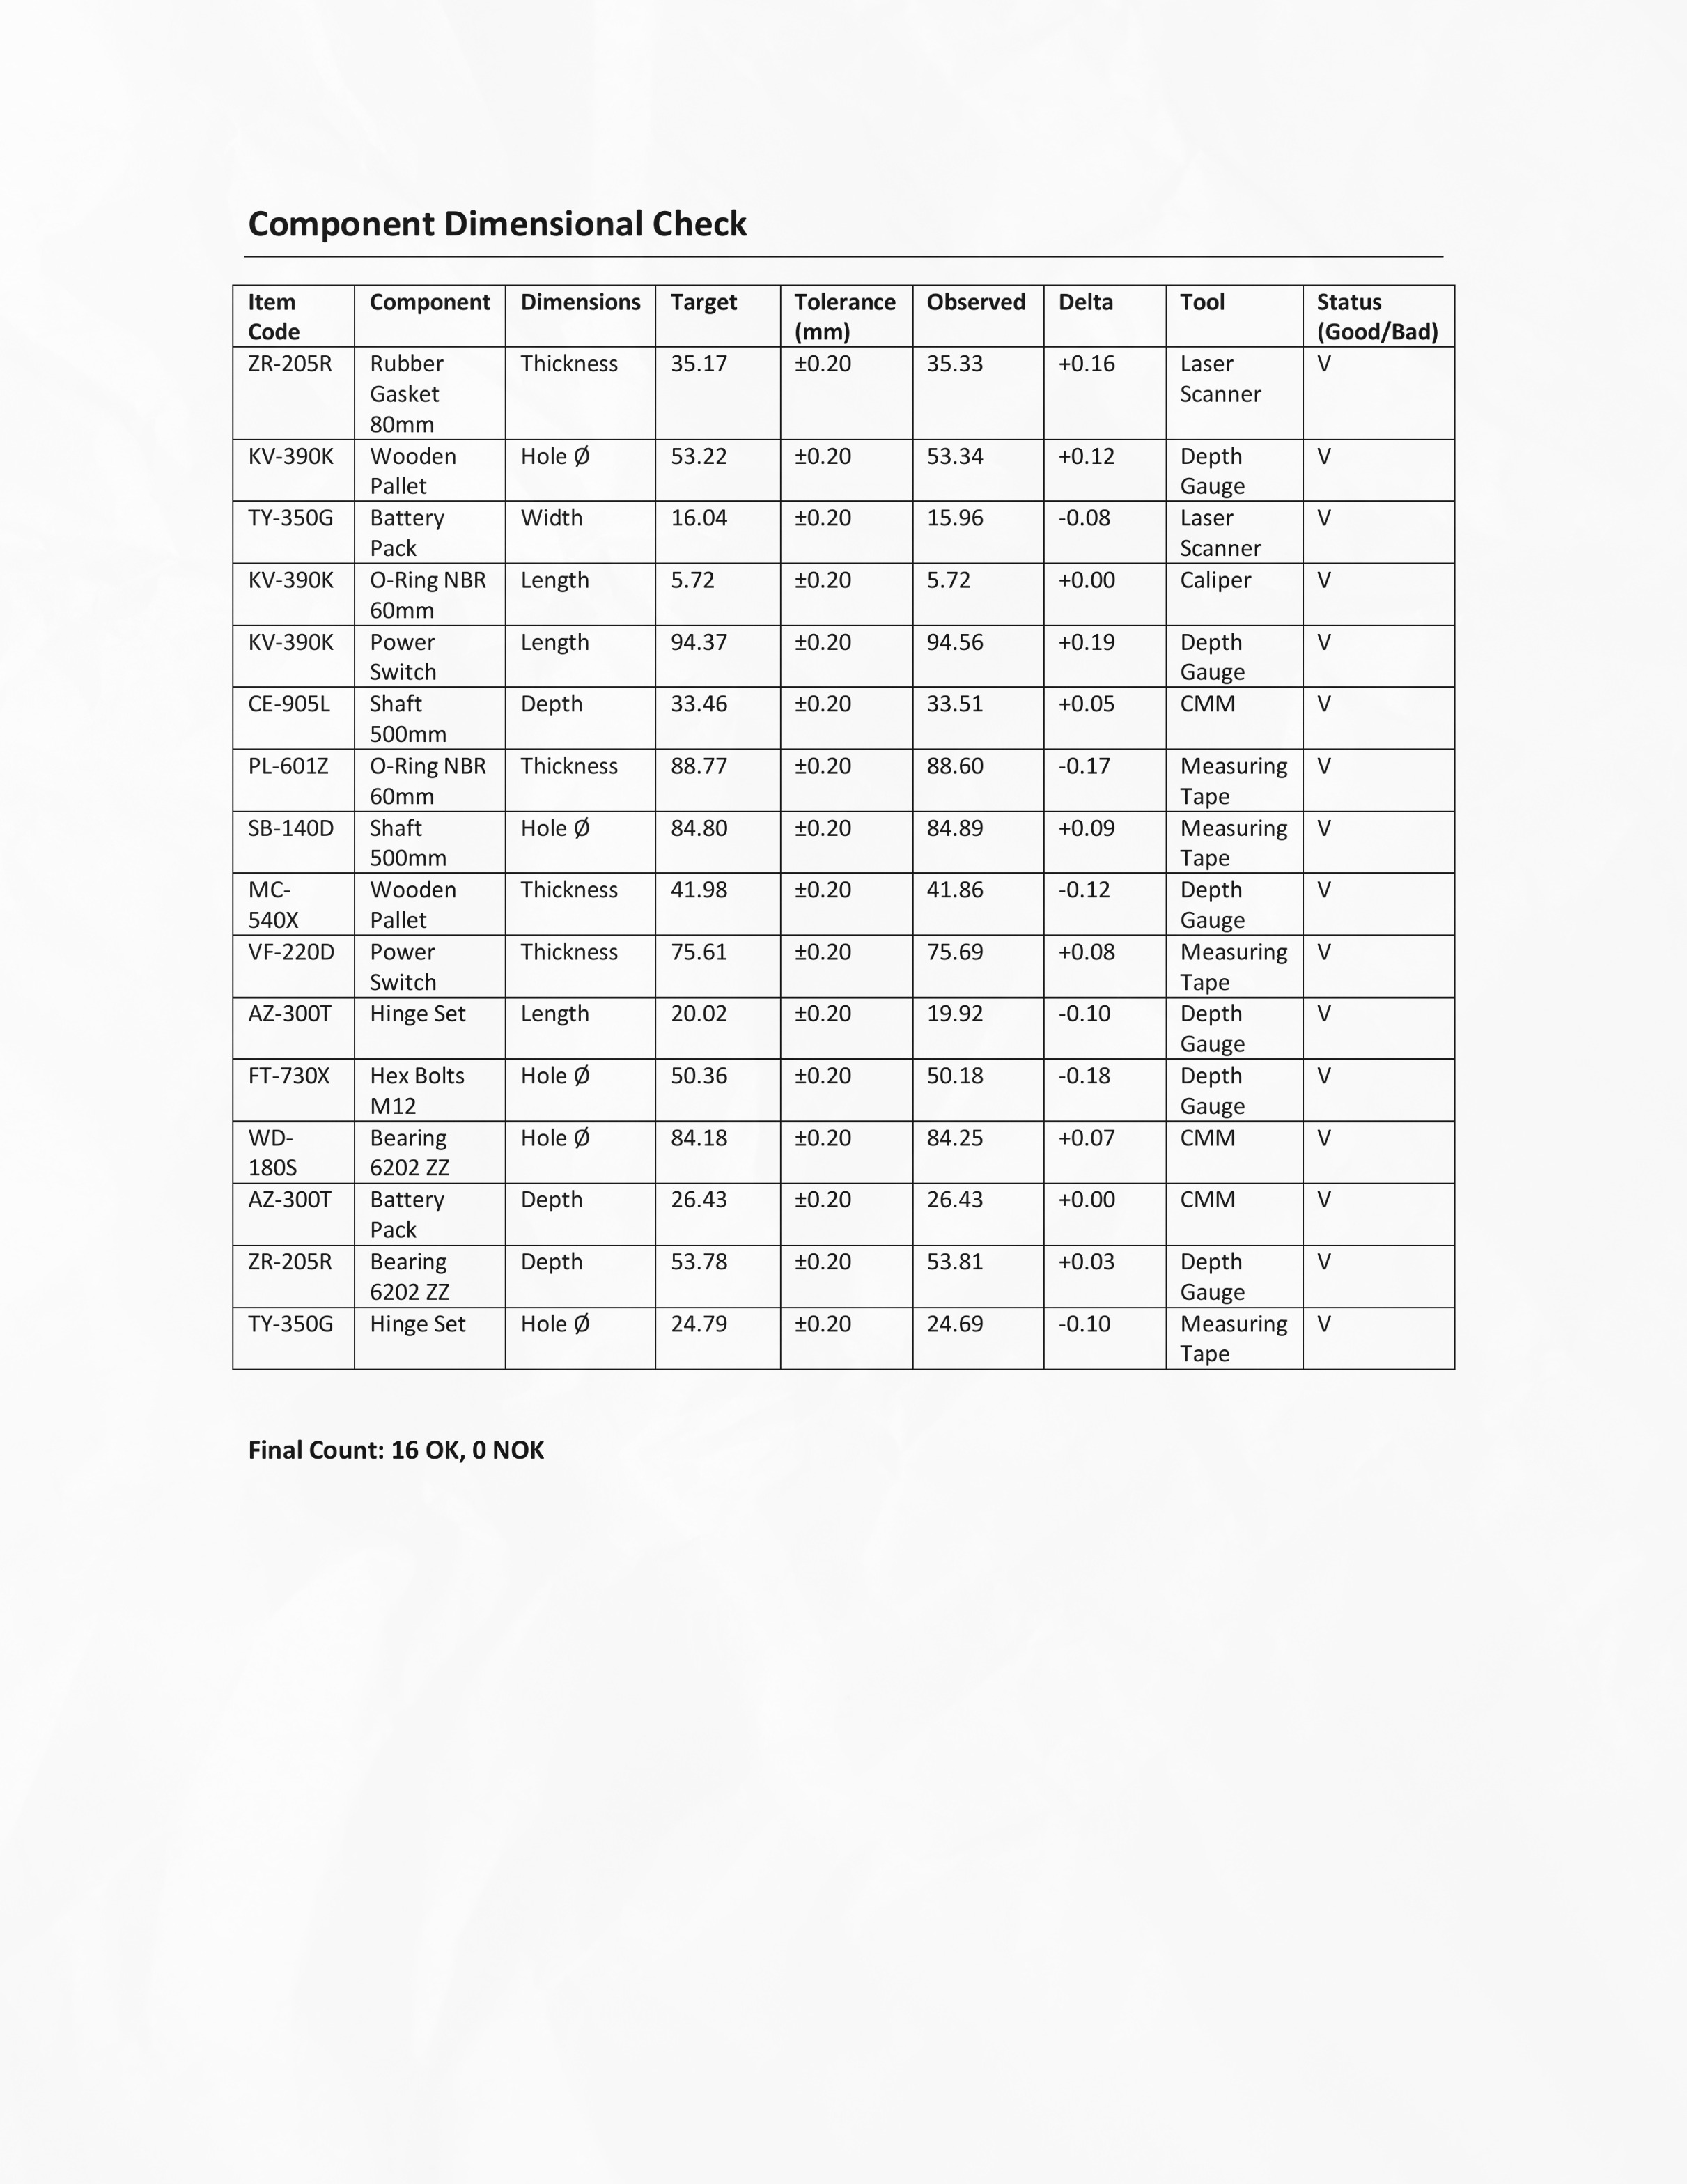 Component Dimensional Check
Item Code Component Dimensions Target Tolerance (mm) Observed Delta Tool Status (Good/Bad)
ZR-205R Rubber Gasket 80mm Thickness 35.17 ±0.20 35.33 +0.16 Laser Scanner V
KV-390K Wooden Pallet Hole Ø 53.22 ±0.20 53.34 +0.12 Depth Gauge V
TY-350G Battery Pack Width 16.04 ±0.20 15.96 -0.08 Laser Scanner V
KV-390K O-Ring NBR 60mm Length 5.72 ±0.20 5.72 +0.00 Caliper V
KV-390K Power Switch Length 94.37 ±0.20 94.56 +0.19 Depth Gauge V
CE-905L Shaft 500mm Depth 33.46 ±0.20 33.51 +0.05 CMM V
PL-601Z O-Ring NBR 60mm Thickness 88.77 ±0.20 88.60 -0.17 Measuring Tape V
SB-140D Shaft 500mm Hole Ø 84.80 ±0.20 84.89 +0.09 Measuring Tape V
MC-540X Wooden Pallet Thickness 41.98 ±0.20 41.86 -0.12 Depth Gauge V
VF-220D Power Switch Thickness 75.61 ±0.20 75.69 +0.08 Measuring Tape V
AZ-300T Hinge Set Length 20.02 ±0.20 19.92 -0.10 Depth Gauge V
FT-730X Hex Bolts M12 Hole Ø 50.36 ±0.20 50.18 -0.18 Depth Gauge V
WD-180S Bearing 6202 ZZ Hole Ø 84.18 ±0.20 84.25 +0.07 CMM V
AZ-300T Battery Pack Depth 26.43 ±0.20 26.43 +0.00 CMM V
ZR-205R Bearing 6202 ZZ Depth 53.78 ±0.20 53.81 +0.03 Depth Gauge V
TY-350G Hinge Set Hole Ø 24.79 ±0.20 24.69 -0.10 Measuring Tape V
Final Count: 16 OK, 0 NOK